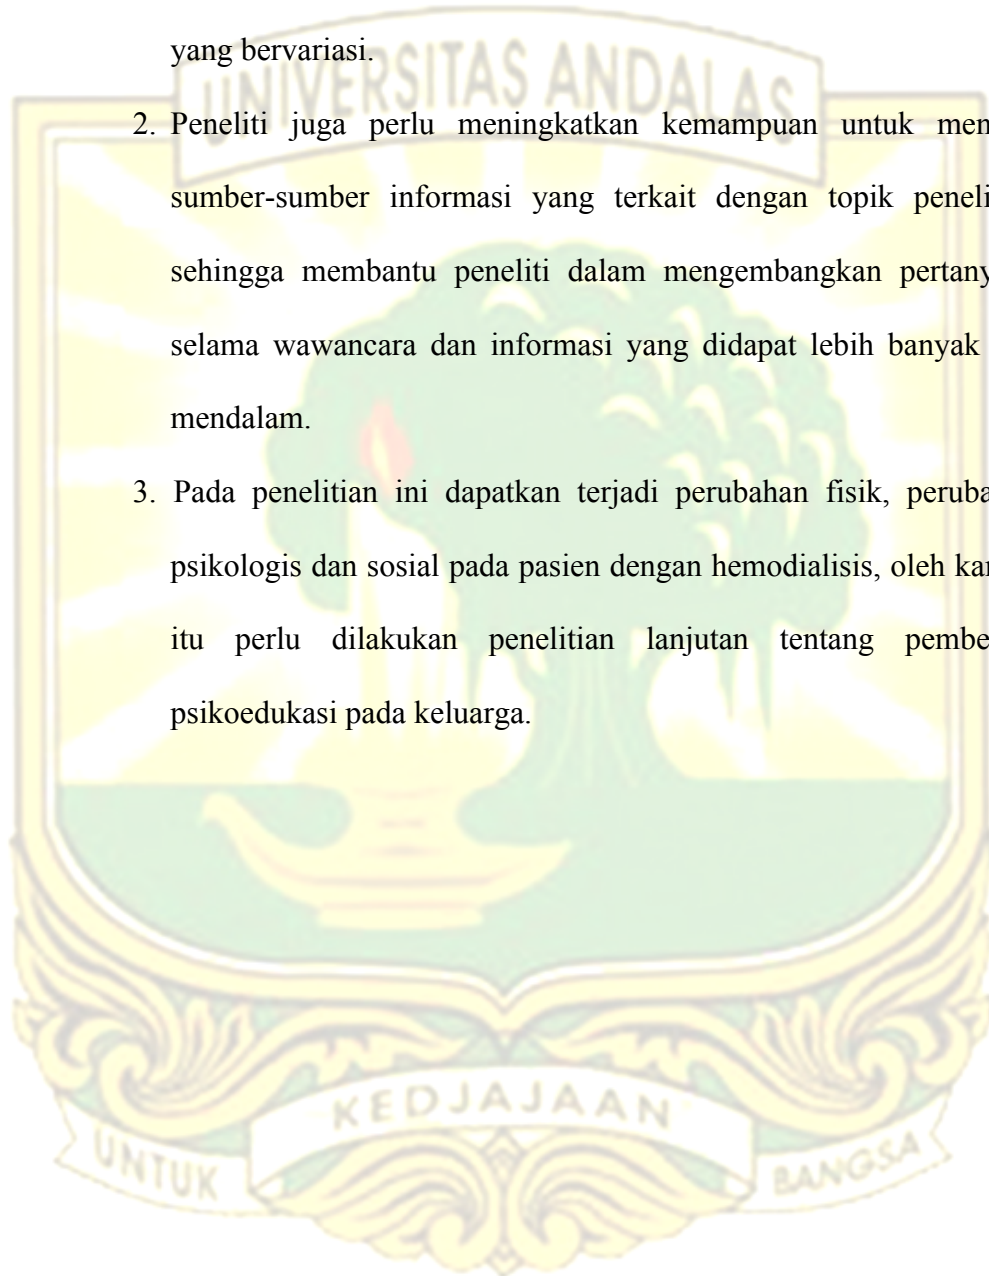 yang bervariasi.
UNIVERSITAS ANDALAS
2. Peneliti juga perlu meningkatkan kemampuan untuk men
sumber-sumber informasi yang terkait dengan topik peneli
sehingga membantu peneliti dalam mengembangkan pertany
selama wawancara dan informasi yang didapat lebih banyak
mendalam.
3. Pada penelitian ini dapatkan terjadi perubahan fisik, peruba
psikologis dan sosial pada pasien dengan hemodialisis, oleh kar
itu perlu dilakukan penelitian lanjutan tentang pembe
psikoedukasi pada keluarga.
KEDJAJAAN
UNTUK BANGSA